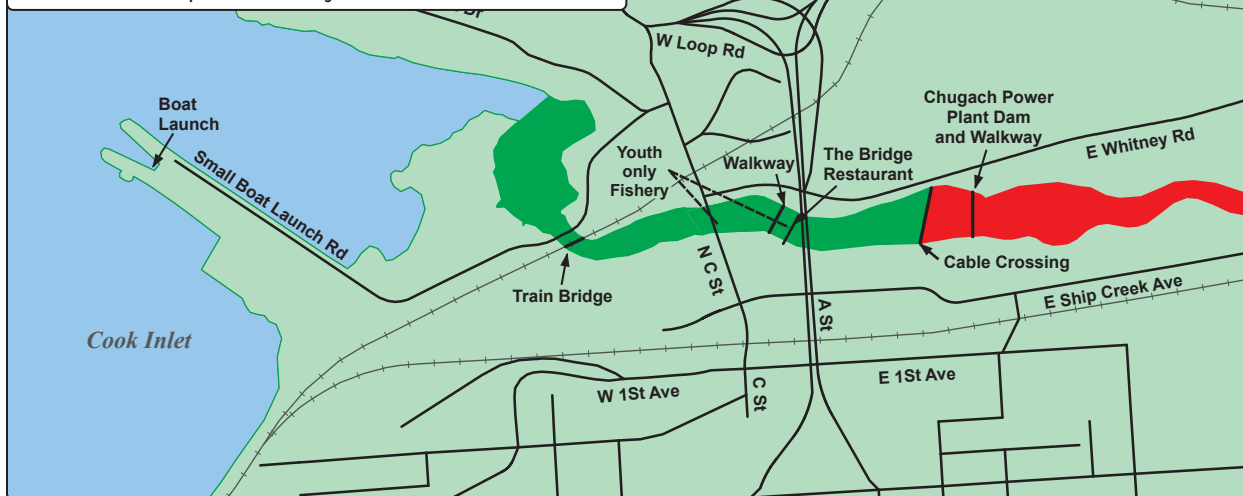 W Loop Rd
Boat
Launch
Small Boat Launch Rd
Youth
only
Fishery
Walkway
The Bridge
Restaurant
Chugach Power
Plant Dam
and Walkway
E Whitney Rd
Cable Crossing
Train Bridge
N C St
A St
E Ship Creek Ave
Cook Inlet
W 1St Ave
C St
E 1St Ave